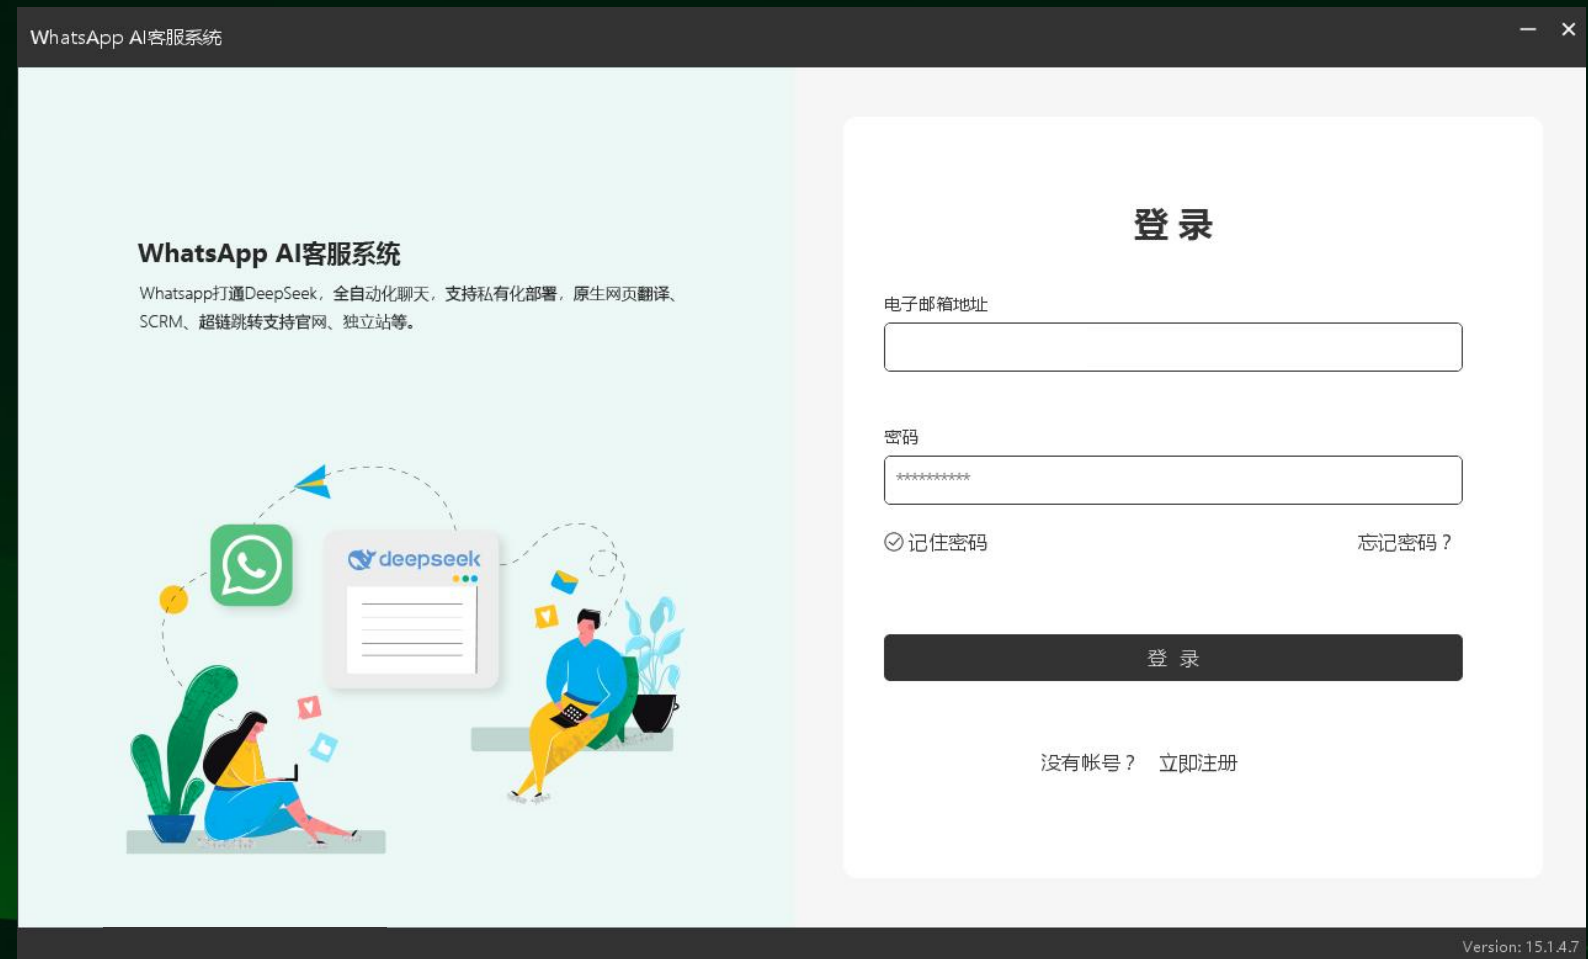 WhatsApp AI客服系统
WhatsApp AI客服系统
Whatsapp打通DeepSeek，全自动化聊天，支持私有化部署，原生网页翻译、
SCRM、超链跳转支持官网、独立站等。
deepseek
登录
电子邮箱地址
密码
**********
记住密码
忘记密码？
登 录
没有帐号？ 立即注册
Version: 15.1.4.7